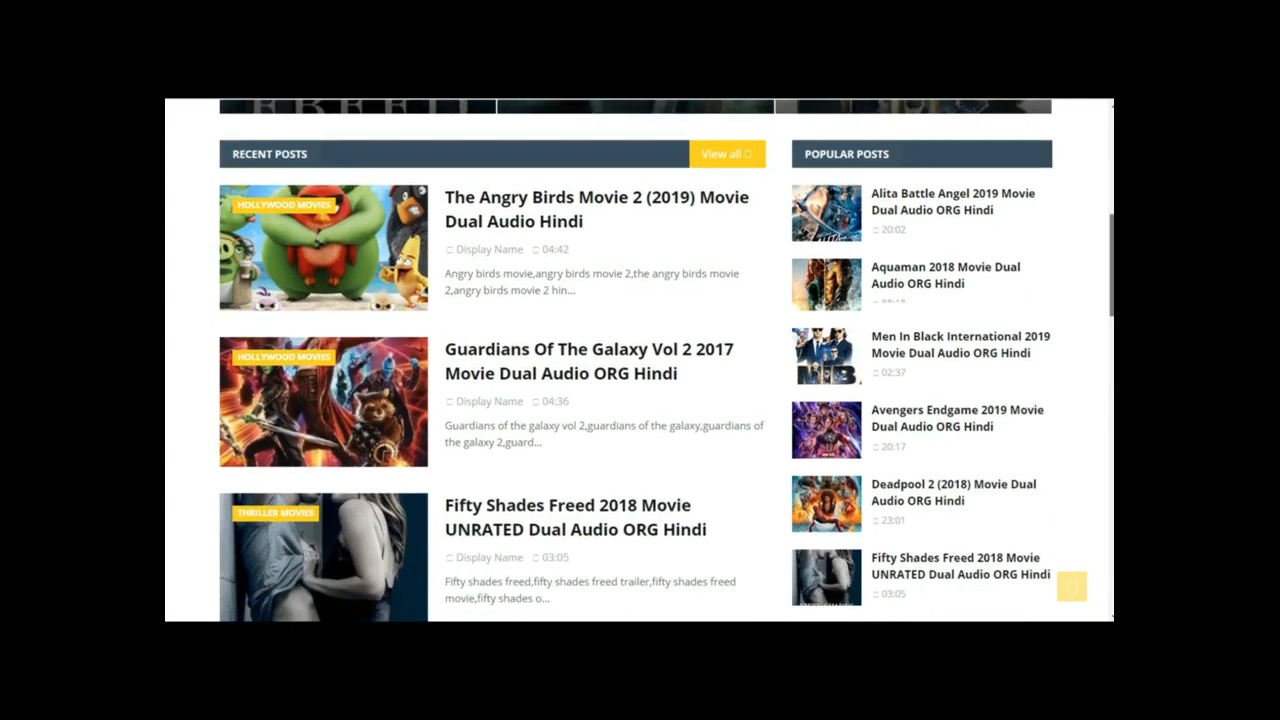 FREED
RECENT POSTS
View all
HOLLYWOOD MOVIES
The Angry Birds Movie 2 (2019) Movie
Dual Audio Hindi
Display Name 04:42
Angry birds movie,angry birds movie 2,the angry birds movie
2,angry birds movie 2 hin...
HOLLYWOOD MOVIES
Guardians Of The Galaxy Vol 2 2017
Movie Dual Audio ORG Hindi
Display Name 04:36
Guardians of the galaxy vol 2,guardians of the galaxy,guardians of
the galaxy 2,guard...
THRILLER MOVIES
Fifty Shades Freed 2018 Movie
UNRATED Dual Audio ORG Hindi
Display Name 03:05
Fifty shades freed,fifty shades freed trailer,fifty shades freed
movie,fifty shades o...
POPULAR POSTS
Alita Battle Angel 2019 Movie
Dual Audio ORG Hindi
20:02
Aquaman 2018 Movie Dual
Audio ORG Hindi
Men In Black International 2019
Movie Dual Audio ORG Hindi
02:37
MIB
Avengers Endgame 2019 Movie
Dual Audio ORG Hindi
20:17
Deadpool 2 (2018) Movie Dual
Audio ORG Hindi
23:01
Fifty Shades Freed 2018 Movie
UNRATED Dual Audio ORG Hindi
03:05